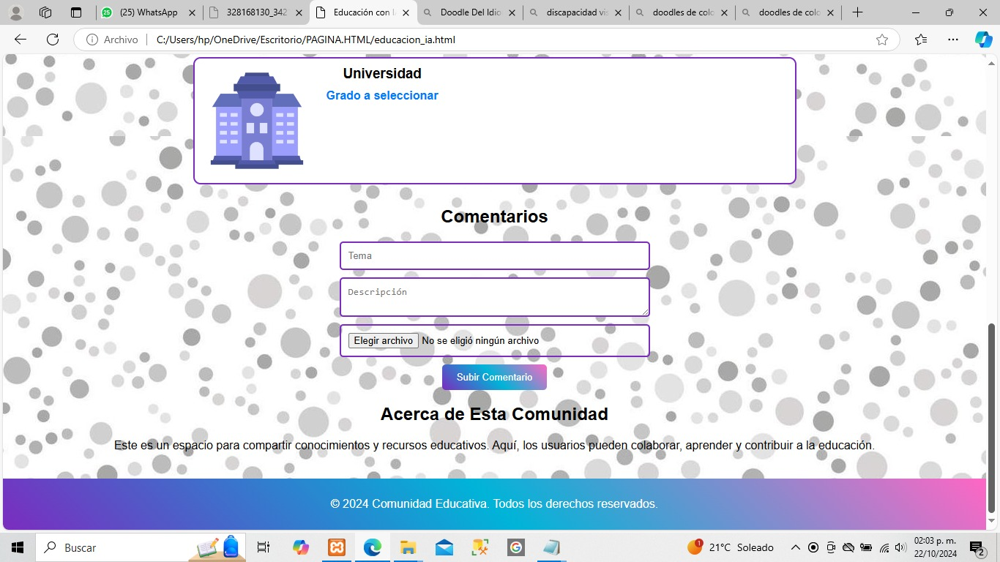 (25) WhatsApp
328168130_342
Educación con l
Doodle Del Idio
discapacidad vis
doodles de colo
doodles de colo
Archivo
C:/Users/hp/OneDrive/Escritorio/PAGINA.HTML/educacion_ia.html
Universidad
Grado a seleccionar
Comentarios
Tema
Descripción
Elegir archivo No se eligió ningún archivo
Subir Comentario
Acerca de Esta Comunidad
Este es un espacio para compartir conocimientos y recursos educativos. Aquí, los usuarios pueden colaborar, aprender y contribuir a la educación.
© 2024 Comunidad Educativa. Todos los derechos reservados.
Buscar
1
21°C Soleado
02:03 p. m.
22/10/2024
2